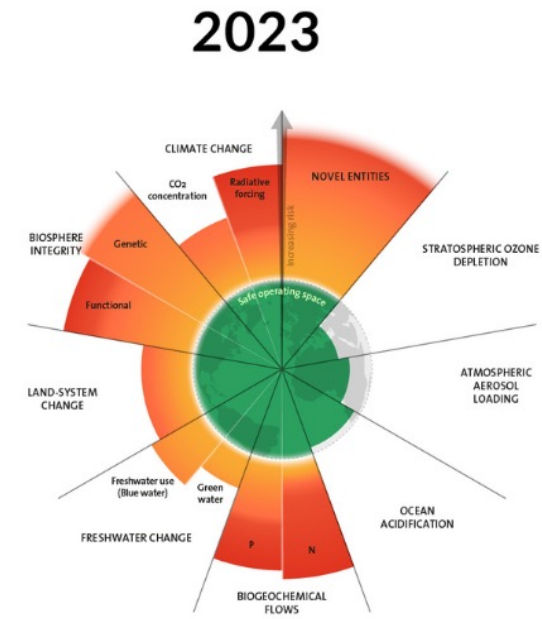 2023
CLIMATE CHANGE
CO2
concentration
Radiative
forcing
NOVEL ENTITIES
Increasing risk
BIOSPHERE
INTEGRITY
Genetic
STRATOSPHERIC OZONE
DEPLETION
Safe operating space
Functional
LAND-SYSTEM
CHANGE
ATMOSPHERIC
AEROSOL
LOADING
Freshwater use
(Blue water)
Green
water
OCEAN
ACIDIFICATION
FRESHWATER CHANGE
P
N
BIOGEOCHEMICAL
FLOWS